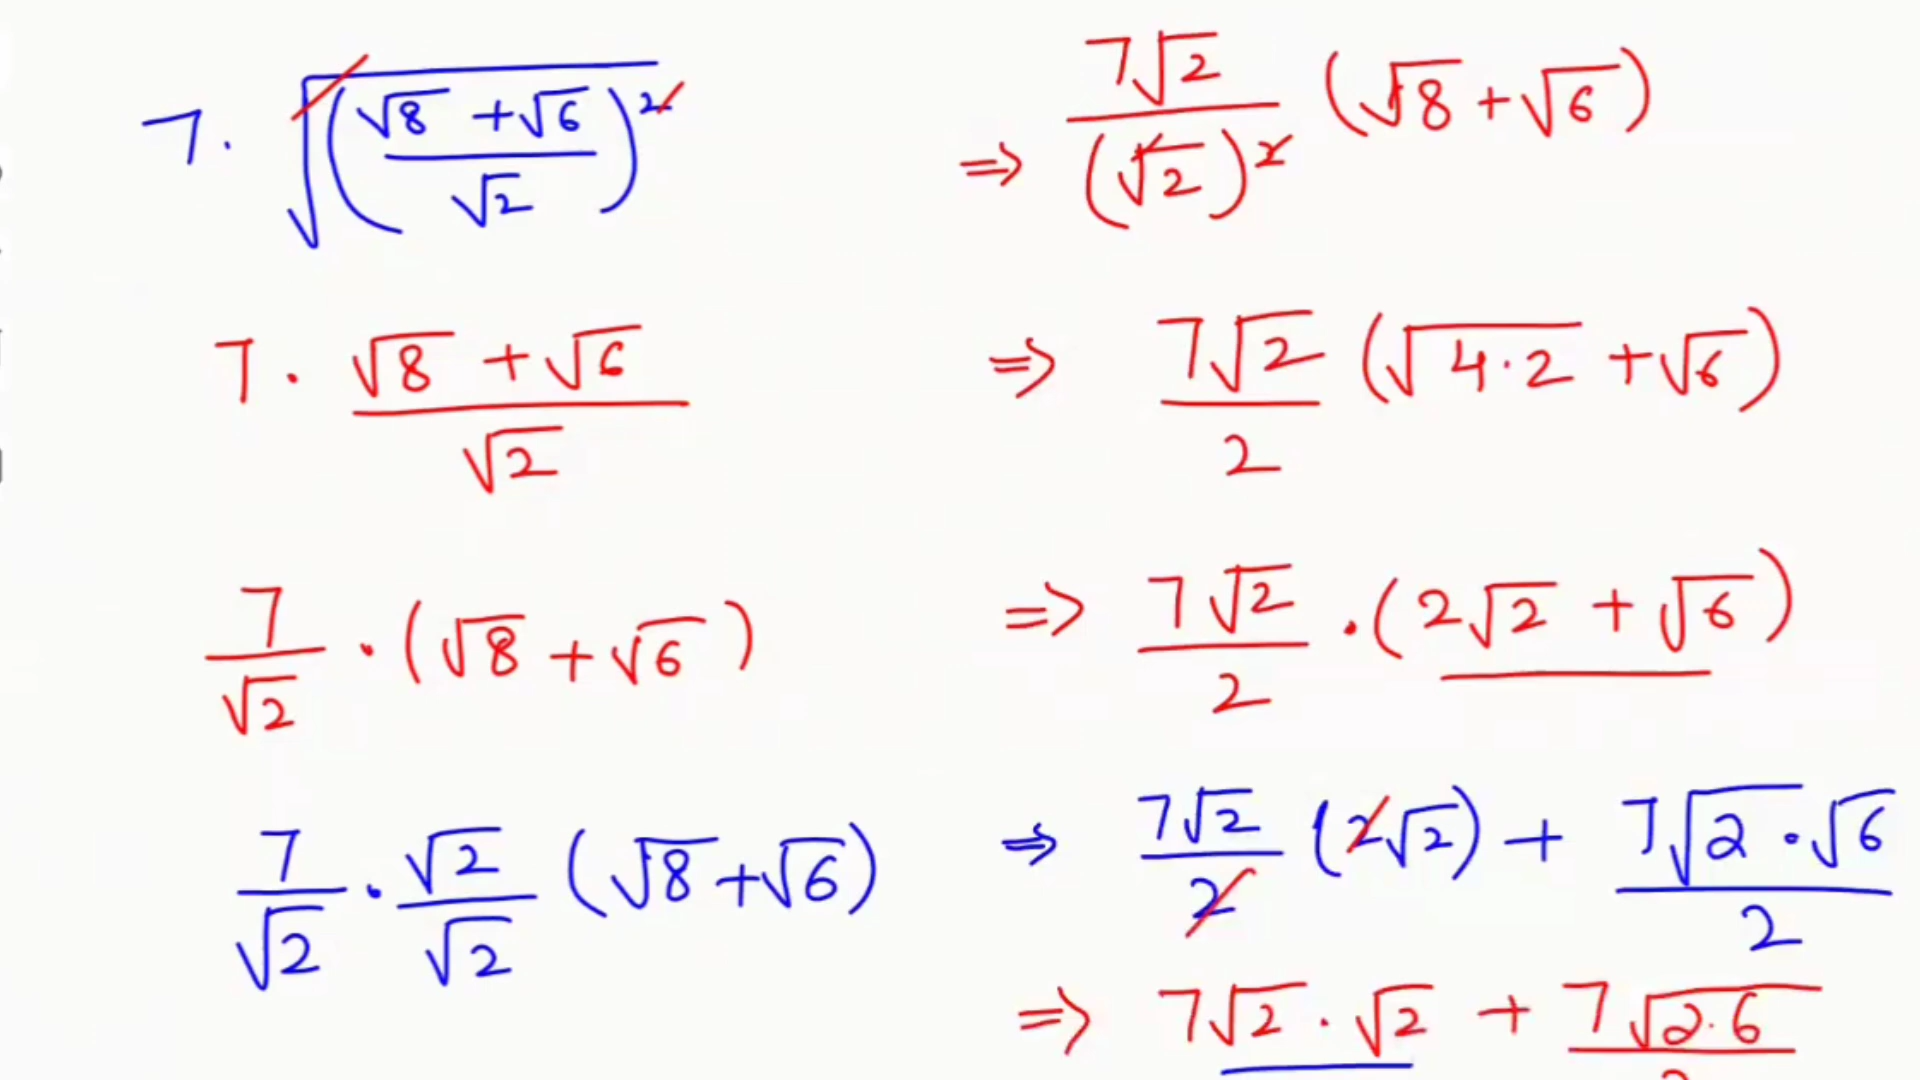 7. √((√8 + √6)/√2)²
7 · (√8 + √6)/√2
7/√2 · (√8 + √6)
7/√2 · √2/√2 (√8 + √6)
⇒ 7√2/(√2)² (√8 + √6)
⇒ 7√2/2 (√(4·2) + √6)
⇒ 7√2/2 · (2√2 + √6)
⇒ 7√2/2 (2√2) + 7√2·√6/2
⇒ 7√2 · √2 + 7√(2·6)